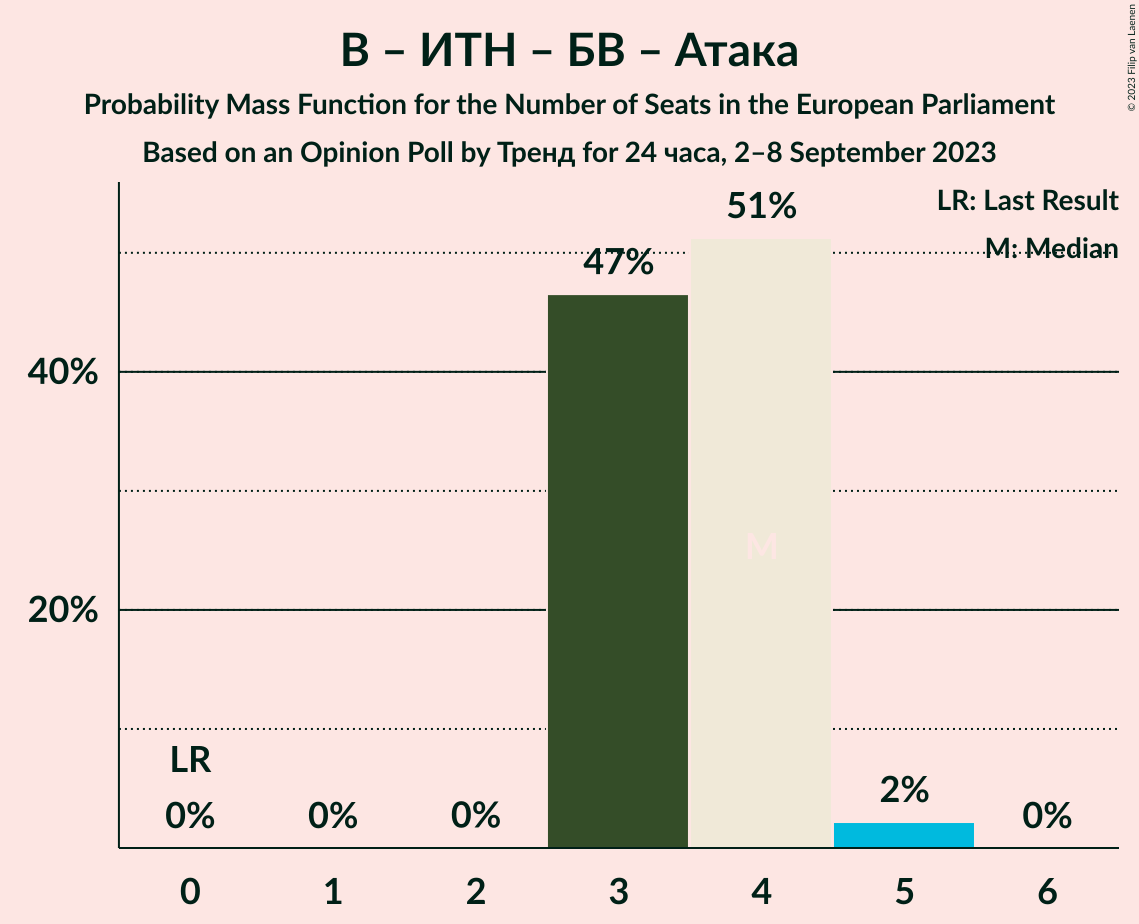 В – ИТН – БВ – Атака
Probability Mass Function for the Number of Seats in the European Parliament
Based on an Opinion Poll by Тренд for 24 часа, 2–8 September 2023
© 2023 Filip van Laenen
LR: Last Result
M: Median
51%
47%
40%
M
20%
LR
0%
0%
0%
2%
0%
0
1
2
3
4
5
6